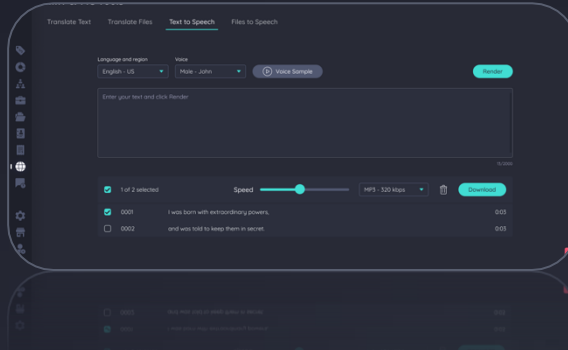 Translate Text Translate Files Text to Speech Files to Speech
Language and region Voice
English - US Male - John Voice Sample Render
Enter your text and click Render
1 of 2 selected Speed MP3 - 320 kbps Download
0001 I was born with extraordinary powers, 0:03
0002 and was told to keep them in secret. 0:03